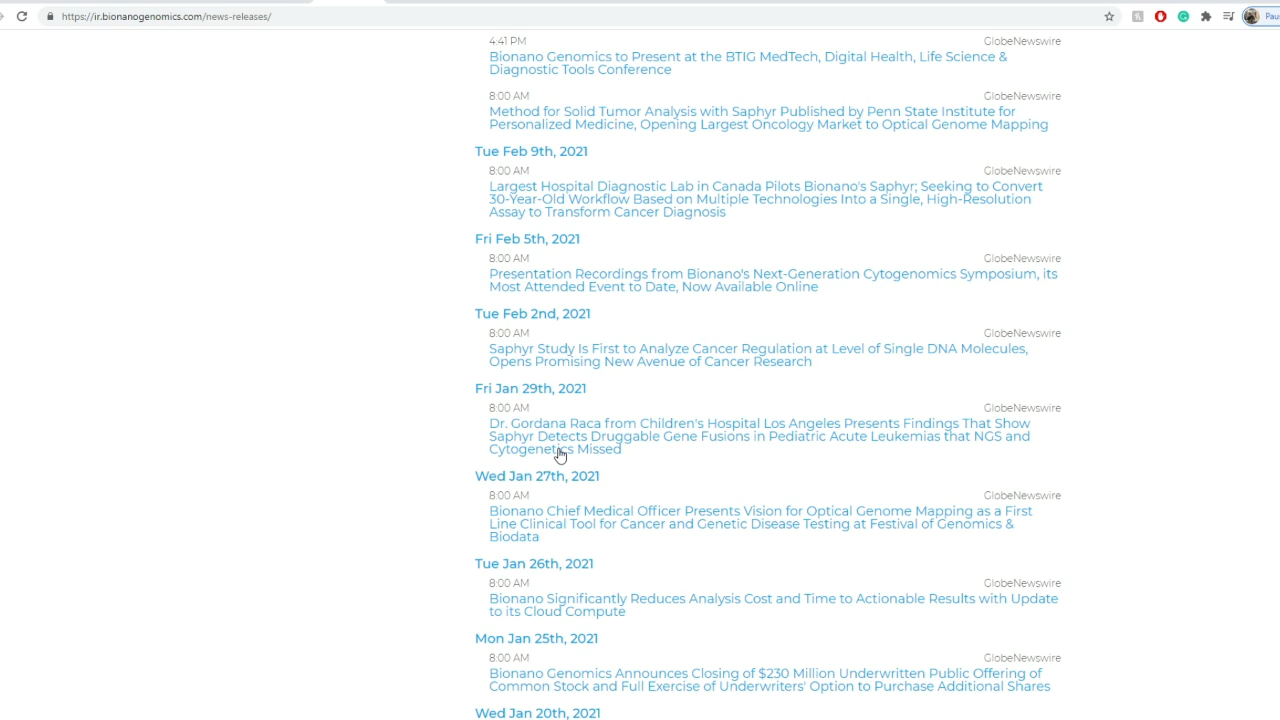 https://ir.bionanogenomics.com/news-releases/
Paus
4:41 PM GlobeNewswire
Bionano Genomics to Present at the BTIG MedTech, Digital Health, Life Science &
Diagnostic Tools Conference
8:00 AM GlobeNewswire
Method for Solid Tumor Analysis with Saphyr Published by Penn State Institute for
Personalized Medicine, Opening Largest Oncology Market to Optical Genome Mapping
Tue Feb 9th, 2021
8:00 AM GlobeNewswire
Largest Hospital Diagnostic Lab in Canada Pilots Bionano's Saphyr; Seeking to Convert
30-Year-Old Workflow Based on Multiple Technologies Into a Single, High-Resolution
Assay to Transform Cancer Diagnosis
Fri Feb 5th, 2021
8:00 AM GlobeNewswire
Presentation Recordings from Bionano's Next-Generation Cytogenomics Symposium, its
Most Attended Event to Date, Now Available Online
Tue Feb 2nd, 2021
8:00 AM GlobeNewswire
Saphyr Study Is First to Analyze Cancer Regulation at Level of Single DNA Molecules,
Opens Promising New Avenue of Cancer Research
Fri Jan 29th, 2021
8:00 AM GlobeNewswire
Dr. Gordana Raca from Children's Hospital Los Angeles Presents Findings That Show
Saphyr Detects Druggable Gene Fusions in Pediatric Acute Leukemias that NGS and
Cytogenetics Missed
Wed Jan 27th, 2021
8:00 AM GlobeNewswire
Bionano Chief Medical Officer Presents Vision for Optical Genome Mapping as a First
Line Clinical Tool for Cancer and Genetic Disease Testing at Festival of Genomics &
Biodata
Tue Jan 26th, 2021
8:00 AM GlobeNewswire
Bionano Significantly Reduces Analysis Cost and Time to Actionable Results with Update
to its Cloud Compute
Mon Jan 25th, 2021
8:00 AM GlobeNewswire
Bionano Genomics Announces Closing of $230 Million Underwritten Public Offering of
Common Stock and Full Exercise of Underwriters' Option to Purchase Additional Shares
Wed Jan 20th, 2021